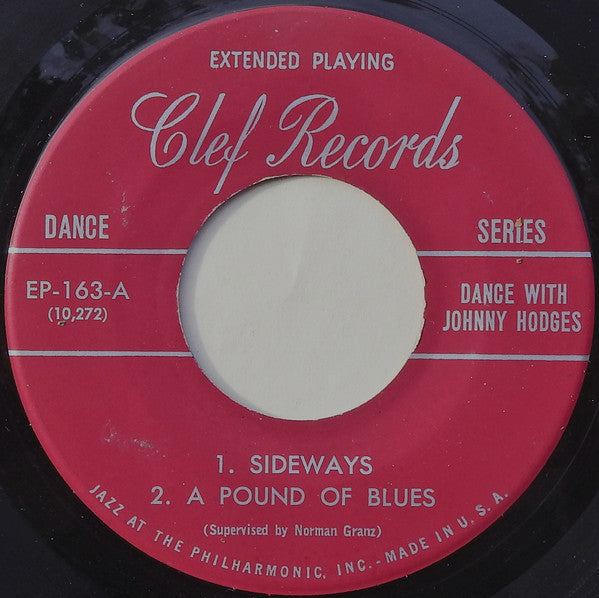 EXTENDED PLAYING
Clef Records
DANCE SERIES
EP-163-A
(10,272)
DANCE WITH
JOHNNY HODGES
1. SIDEWAYS
2. A POUND OF BLUES
(Supervised by Norman Granz)
JAZZ AT THE PHILHARMONIC, INC.-MADE IN U.S.A.